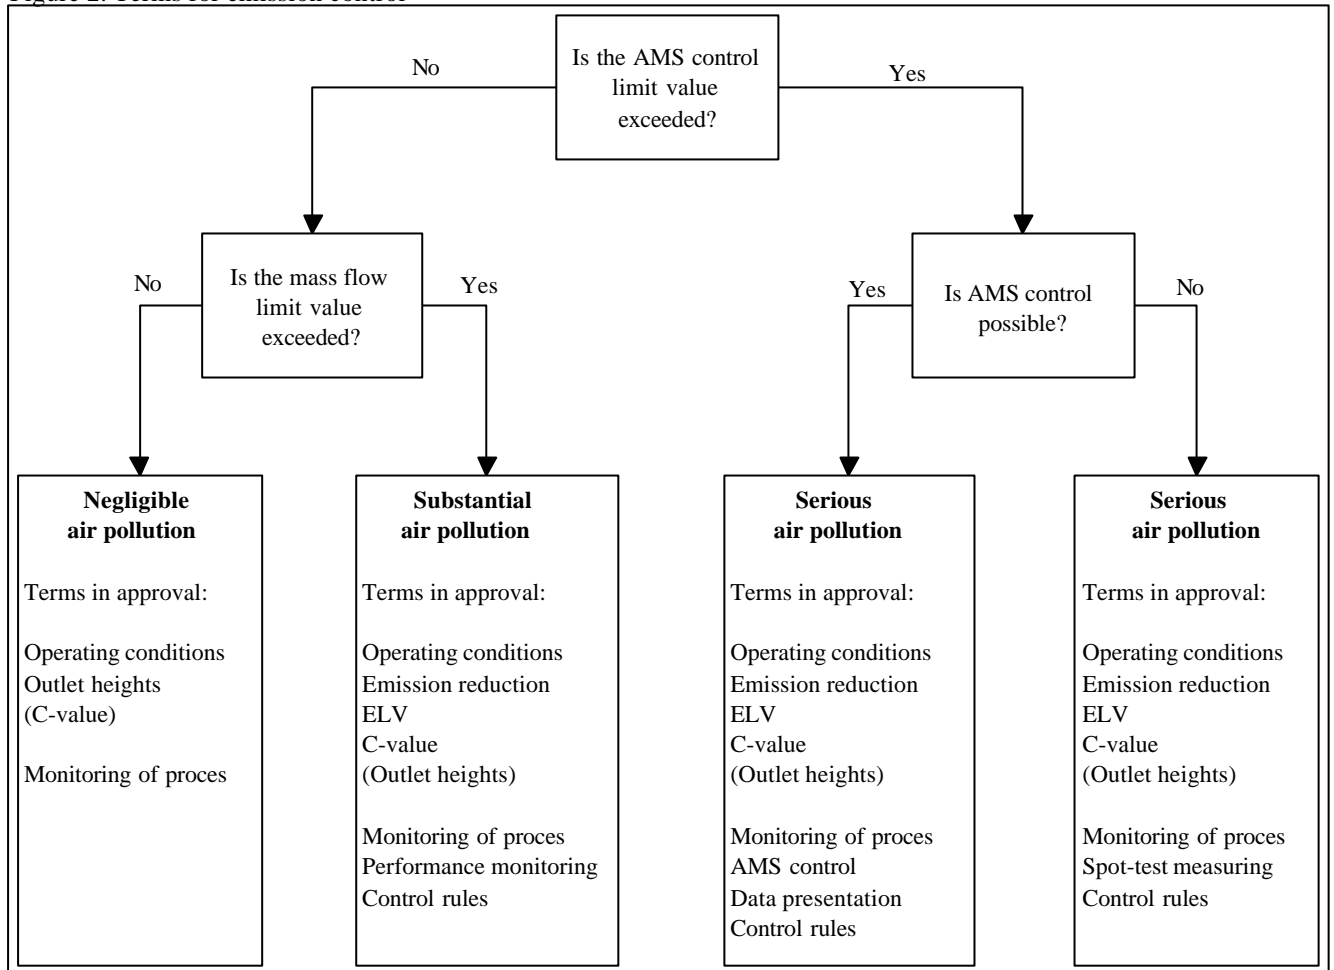 Figure 2: Terms for emission control
Is the AMS control
limit value
exceeded?
No
Yes
Is the mass flow
limit value
exceeded?
No
Yes
Is AMS control
possible?
Yes
No
Negligible
air pollution
Terms in approval:
Operating conditions
Outlet heights
(C-value)
Monitoring of proces
Substantial
air pollution
Terms in approval:
Operating conditions
Emission reduction
ELV
C-value
(Outlet heights)
Monitoring of proces
Performance monitoring
Control rules
Serious
air pollution
Terms in approval:
Operating conditions
Emission reduction
ELV
C-value
(Outlet heights)
Monitoring of proces
AMS control
Data presentation
Control rules
Serious
air pollution
Terms in approval:
Operating conditions
Emission reduction
ELV
C-value
(Outlet heights)
Monitoring of proces
Spot-test measuring
Control rules